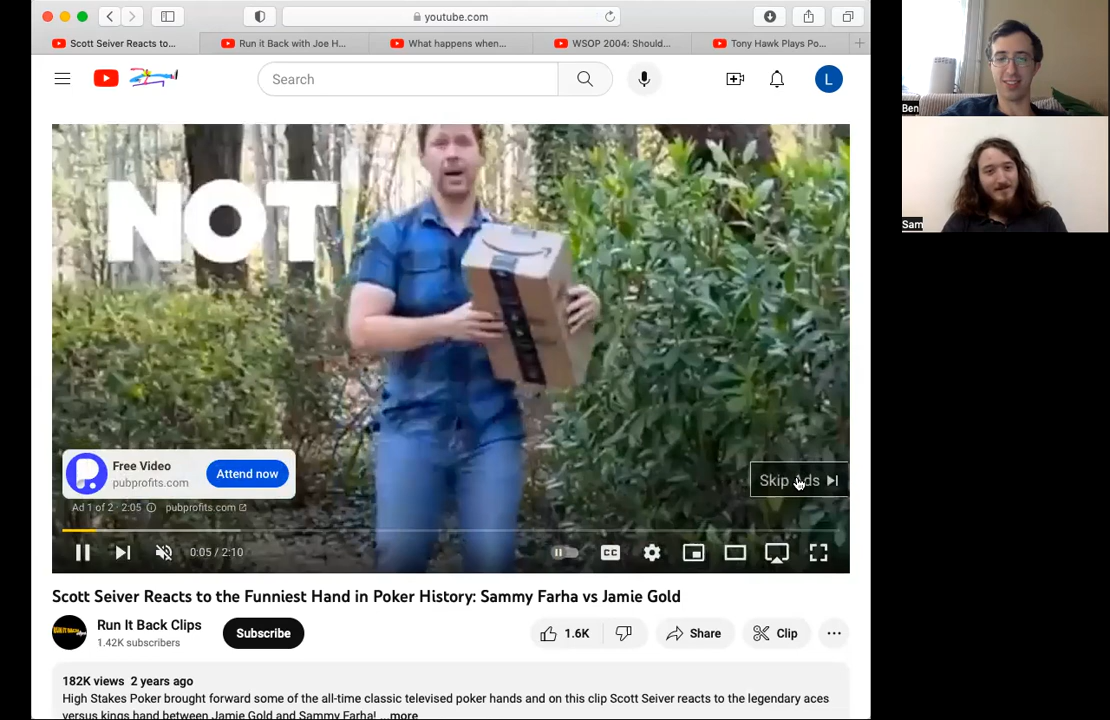 youtube.com
Scott Seiver Reacts to...
Run it Back with Joe H...
What happens when...
WSOP 2004: Should...
Tony Hawk Plays Po...
Search
L
NOT
Free Video
pubprofits.com
Attend now
Skip Ads
Ad 1 of 2 · 2:05
pubprofits.com
0:05 / 2:10
CC
Scott Seiver Reacts to the Funniest Hand in Poker History: Sammy Farha vs Jamie Gold
Run It Back Clips
1.42K subscribers
Subscribe
1.6K
Share
Clip
182K views 2 years ago
High Stakes Poker brought forward some of the all-time classic televised poker hands and on this clip Scott Seiver reacts to the legendary aces
versus kings hand between Jamie Gold and Sammy Farha! ...more
Ben
Sam